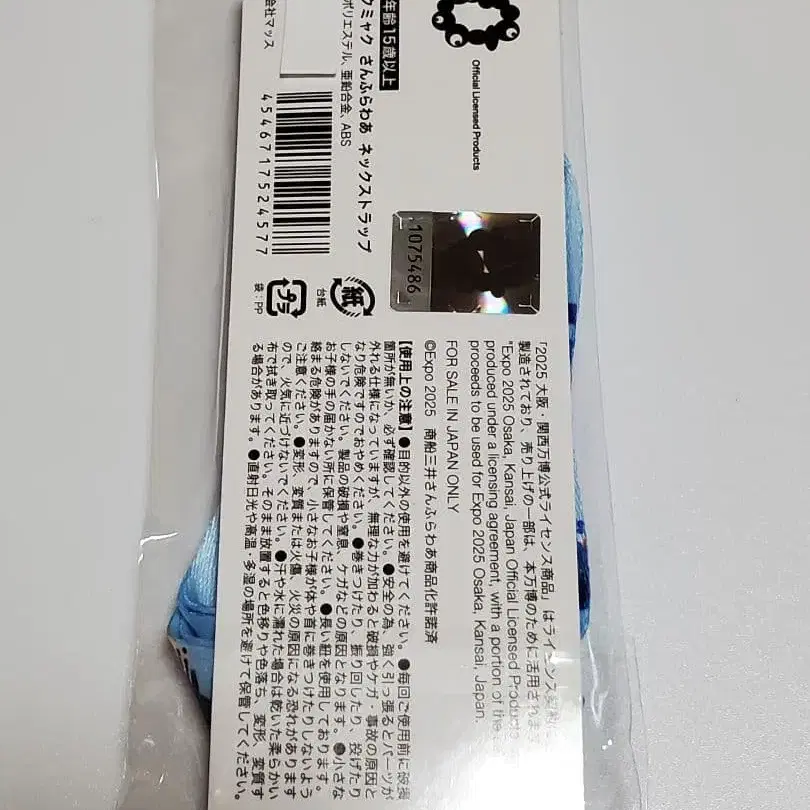 Official Licensed Products
年齢15歳以上
クミャク さんふらわあ ネックストラップ
ポリエステル、亜鉛合金、ABS
会社マッス
4546717524577
1075486
紙
台紙
プラ
袋:PP
「2025 大阪・関西万博公式ライセンス商品」はライセンス契約に
製造されており、売り上げの一部は、本万博のために活用されます
"Expo 2025 Osaka, Kansai, Japan Official Licensed Product
produced under a licensing agreement, with a portion of the
proceeds to be used for Expo 2025 Osaka, Kansai, Japan.
FOR SALE IN JAPAN ONLY
©Expo 2025 商船三井さんふらわあ商品化許諾済
【使用上の注意】●目的以外の使用を避けてください。●毎回ご使用前に破損
箇所が無いか、必ず確認してください。●安全の為、強く引っ張るとパーツが
外れる仕様になっていますが、無理な力が加わると破損やケガ・事故の原因と
なり危険ですのでおやめください。●巻きつけたり、振り回したり、投げたり
しないでください。製品の破損や窒息、ケガなどの原因となります。●小さな
お子様の手の届かない所に保管してください。●長い紐を使用しております。
絡まる危険がありますので、小さなお子様が体や首に巻きつけたりしないよう
ご注意ください。●変形、変質または火傷、火災の原因になる恐れがあります
ので、火気に近づけないでください。●汗や水に濡れた場合は乾いた柔らかい
布で拭き取ってください。そのまま放置すると色移りや色落ち、変形、変質す
る場合があります。●直射日光や高温、多湿の場所を避けて保管してください。